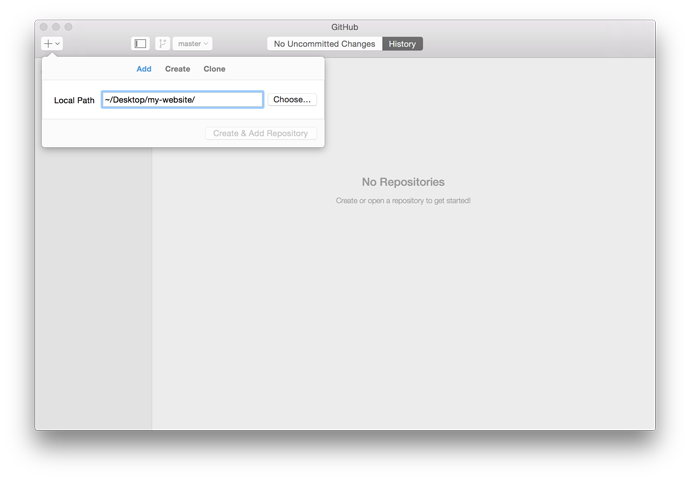 GitHub
master
No Uncommitted Changes History
Add Create Clone
Local Path ~/Desktop/my-website/ Choose...
Create & Add Repository
No Repositories
Create or open a repository to get started!